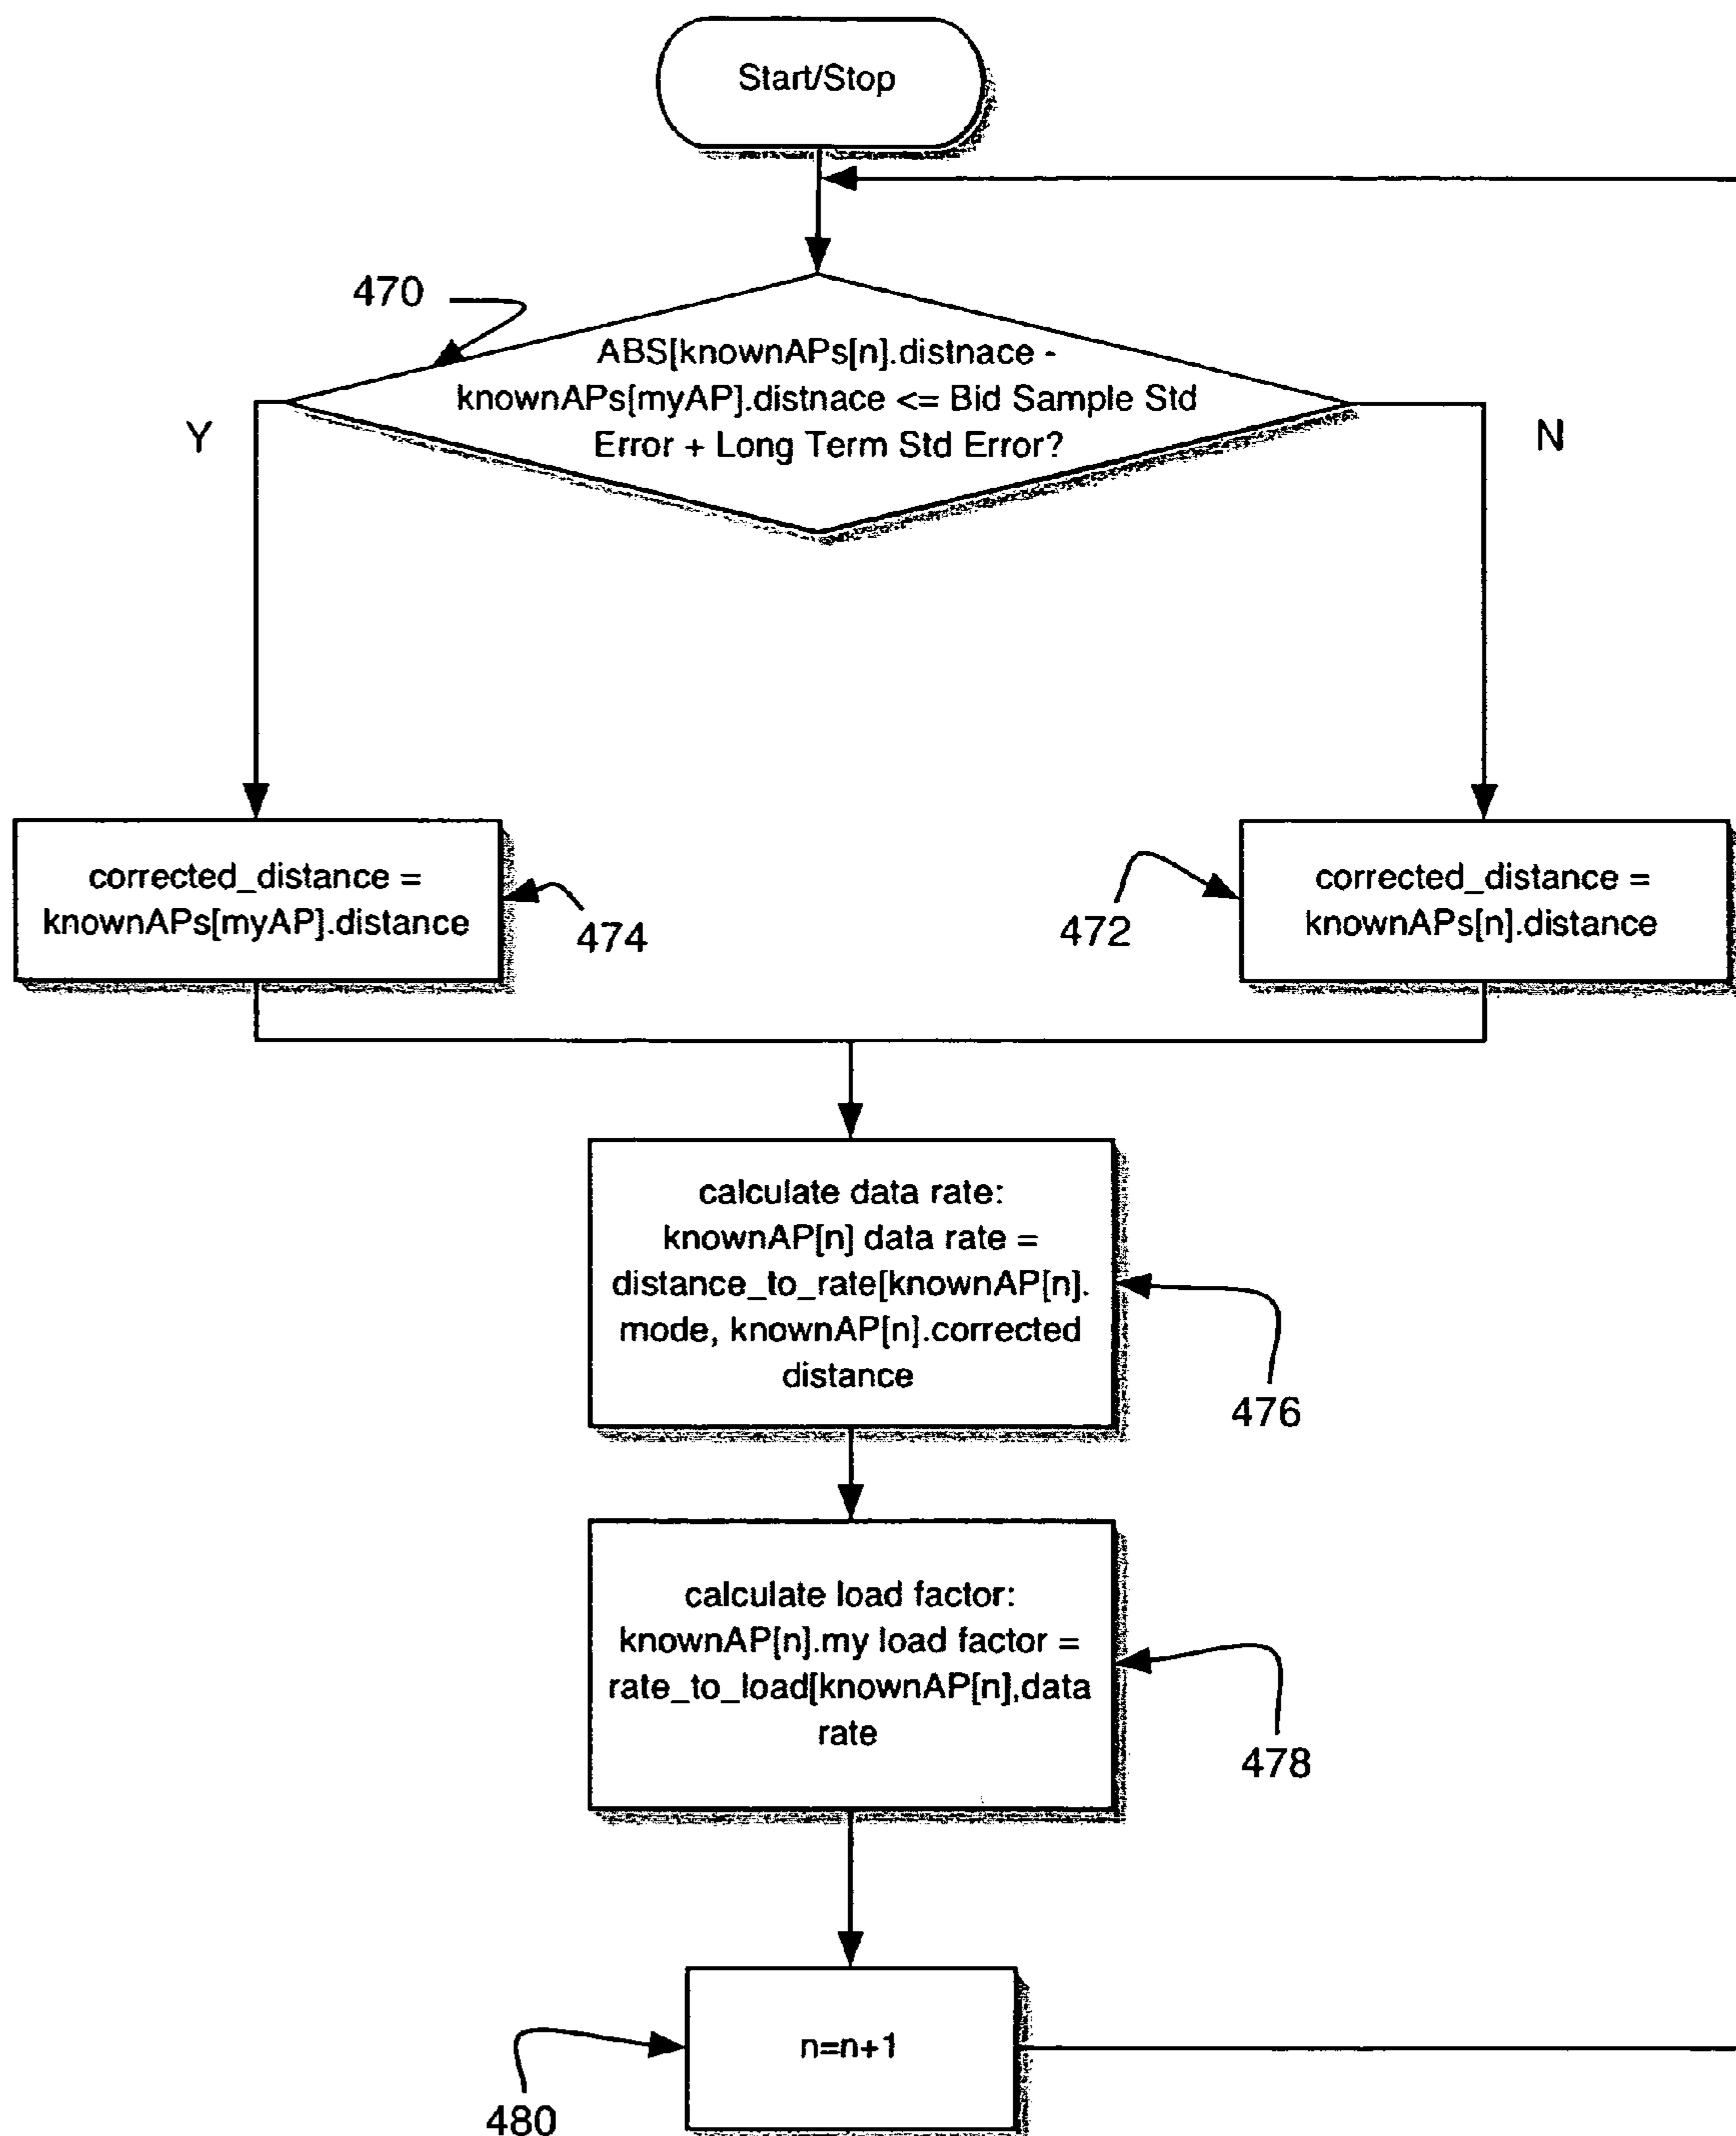 Start/Stop
470
ABS[knownAPs[n].distnace -
knownAPs[myAP].distnace <= Bid Sample Std
Error + Long Term Std Error?
Y
N
corrected_distance =
knownAPs[myAP].distance
474
472
corrected_distance =
knownAPs[n].distance
calculate data rate:
knownAP[n] data rate =
distance_to_rate[knownAP[n].
mode, knownAP[n].corrected
distance
476
calculate load factor:
knownAP[n].my load factor =
rate_to_load[knownAP[n],data
rate
478
n=n+1
480